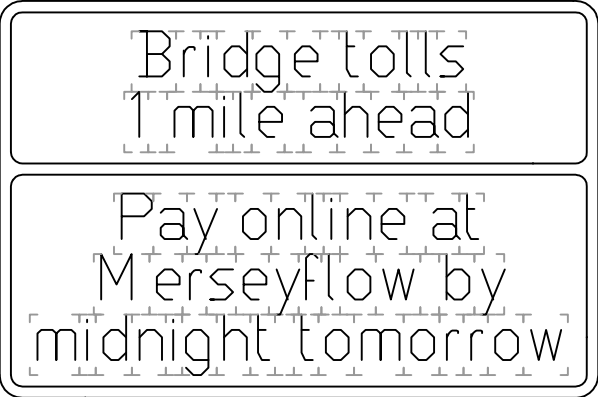 Bridge tolls
1 mile ahead
Pay online at
Merseyflow by
midnight tomorrow